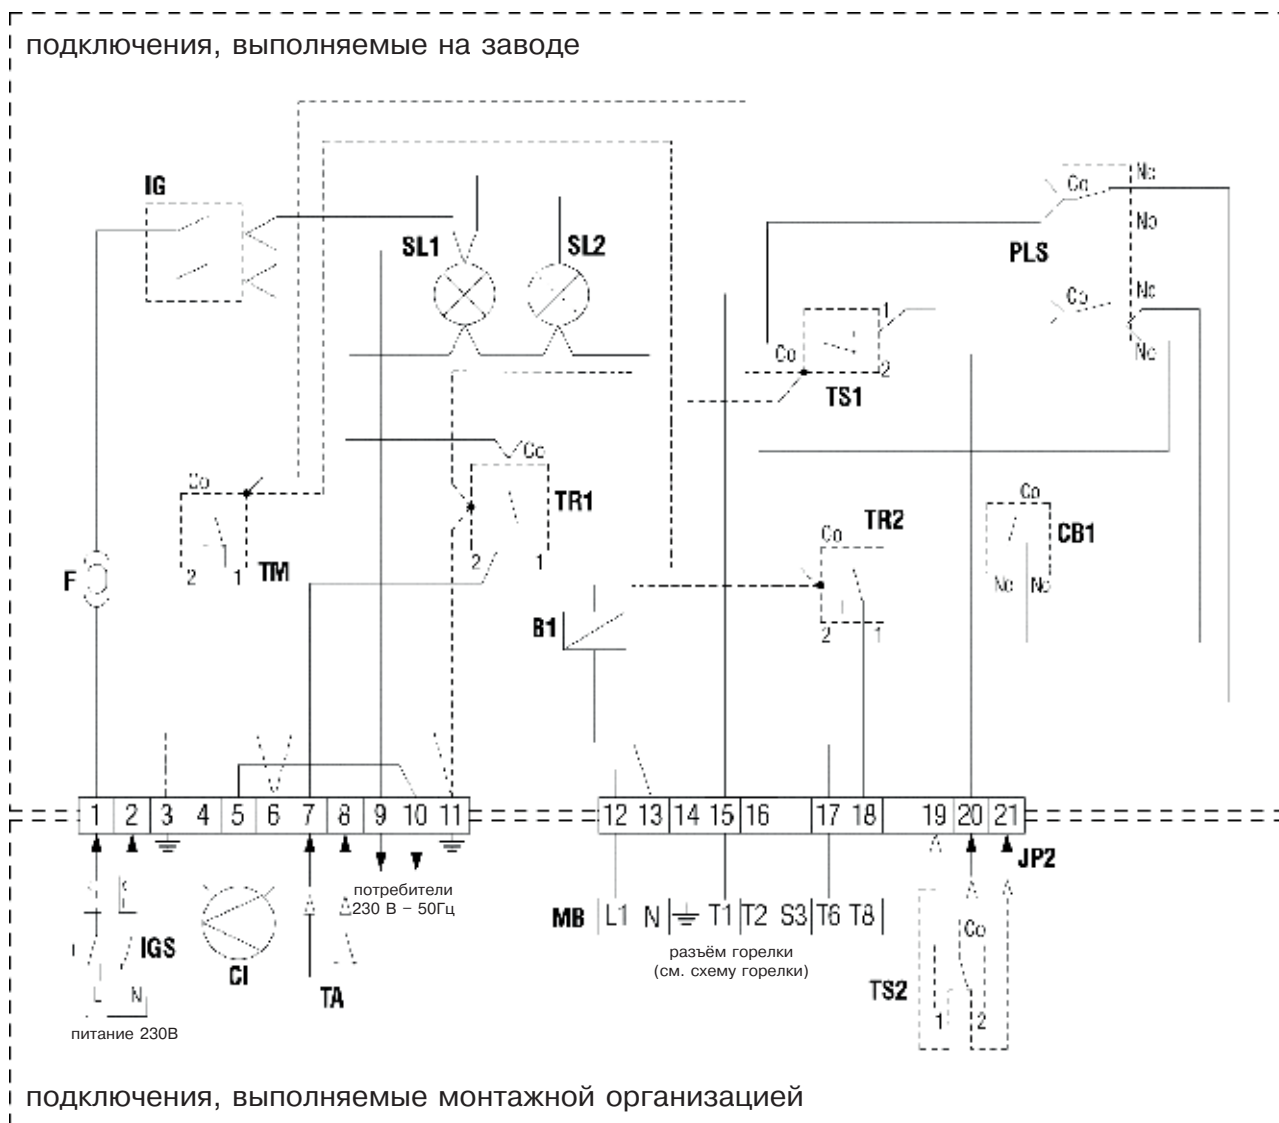 подключения, выполняемые на заводе
IG
SL1
SL2
Co
Nc
No
PLS
Co
Nc
Nc
Co
1
2
TS1
Co
TR1
2
1
Co
2
1
TM
F
Co
TR2
2
1
Co
CB1
Nc
No
B1
1 2 3 4 5 6 7 8 9 10 11
12 13 14 15 16 17 18 19 20 21
JP2
потребители
230 В – 50Гц
MB L1 N T1 T2 S3 T6 T8
разъём горелки
(см. схему горелки)
IGS
L N
питание 230В
CI
TA
Co
TS2
1 2
подключения, выполняемые монтажной организацией